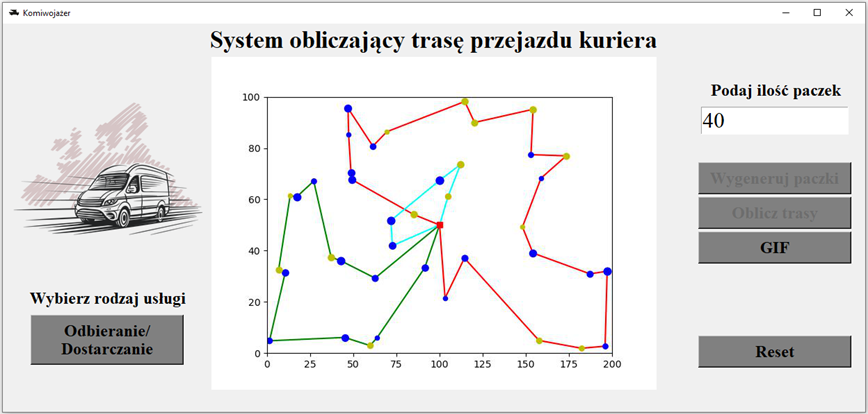 Komiwojażer
System obliczający trasę przejazdu kuriera
Podaj ilość paczek
40
Wygeneruj paczki
Oblicz trasy
GIF
Reset
Wybierz rodzaj usługi
Odbieranie/
Dostarczanie
100
80
60
40
20
0
0 25 50 75 100 125 150 175 200